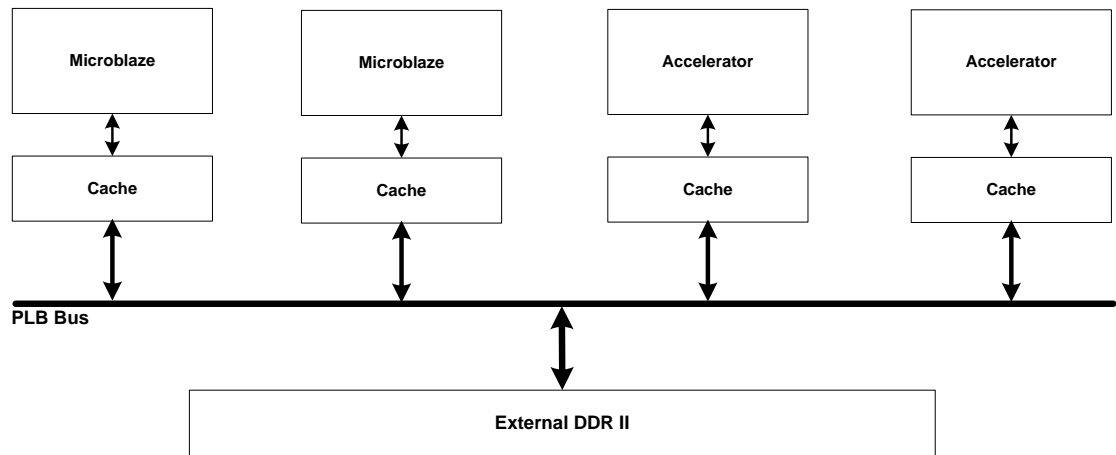 Microblaze
Microblaze
Accelerator
Accelerator
Cache
Cache
Cache
Cache
PLB Bus
External DDR II